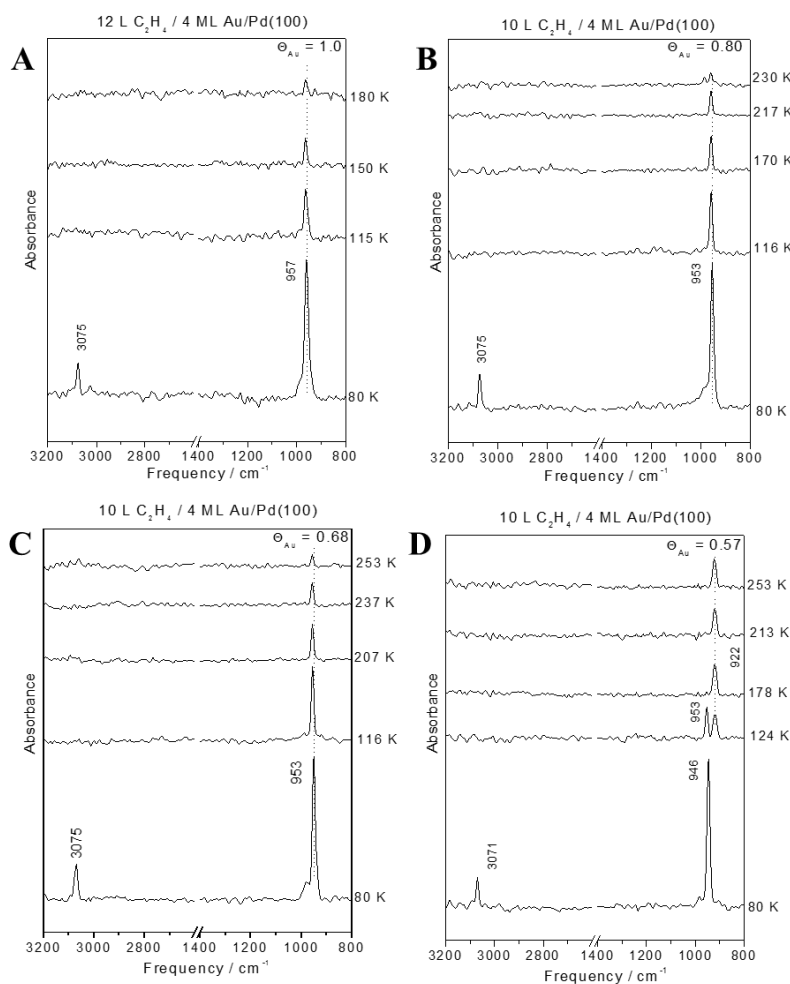 A
12 L C₂H₄ / 4 ML Au/Pd(100)
Θ_Au = 1.0
180 K
150 K
115 K
957
3075
80 K
Absorbance
3200 3000 2800 2600 1400 1200 1000 800
Frequency / cm⁻¹
B
10 L C₂H₄ / 4 ML Au/Pd(100)
Θ_Au = 0.80
230 K
217 K
170 K
116 K
953
3075
80 K
Absorbance
3200 3000 2800 2600 1400 1200 1000 800
Frequency / cm⁻¹
C
10 L C₂H₄ / 4 ML Au/Pd(100)
Θ_Au = 0.68
253 K
237 K
207 K
116 K
953
3075
80 K
Absorbance
3200 3000 2800 2600 1400 1200 1000 800
Frequency / cm⁻¹
D
10 L C₂H₄ / 4 ML Au/Pd(100)
Θ_Au = 0.57
253 K
213 K
922
178 K
953
124 K
946
3071
80 K
Absorbance
3200 3000 2800 2600 1400 1200 1000 800
Frequency / cm⁻¹